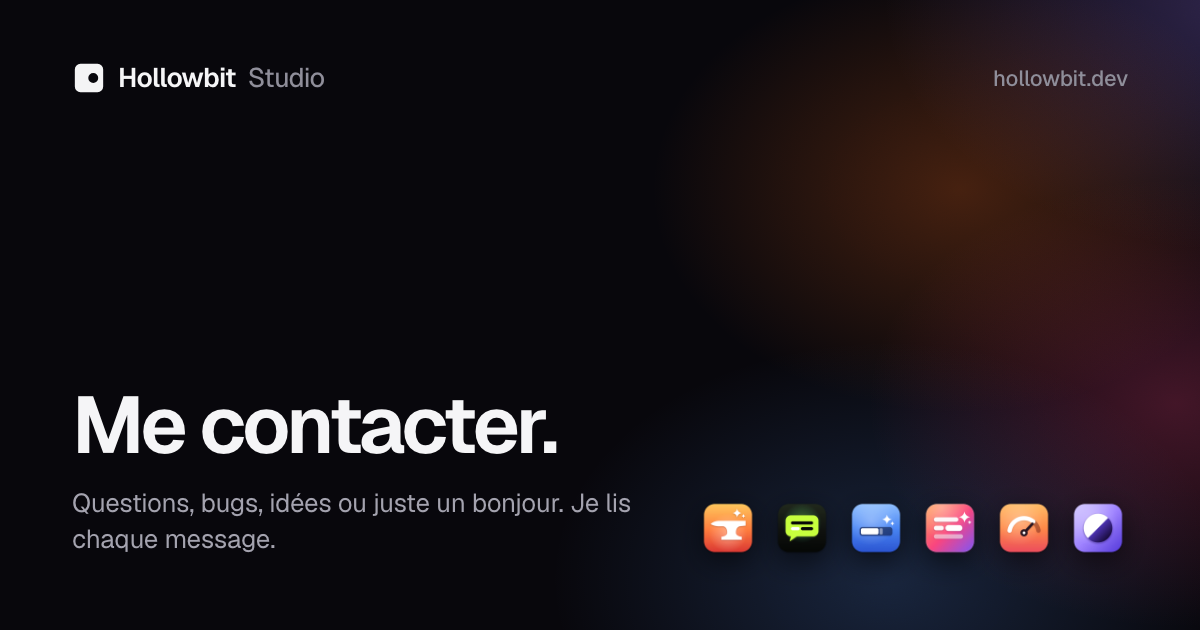 Hollowbit Studio
hollowbit.dev
Me contacter.
Questions, bugs, idées ou juste un bonjour. Je lis
chaque message.